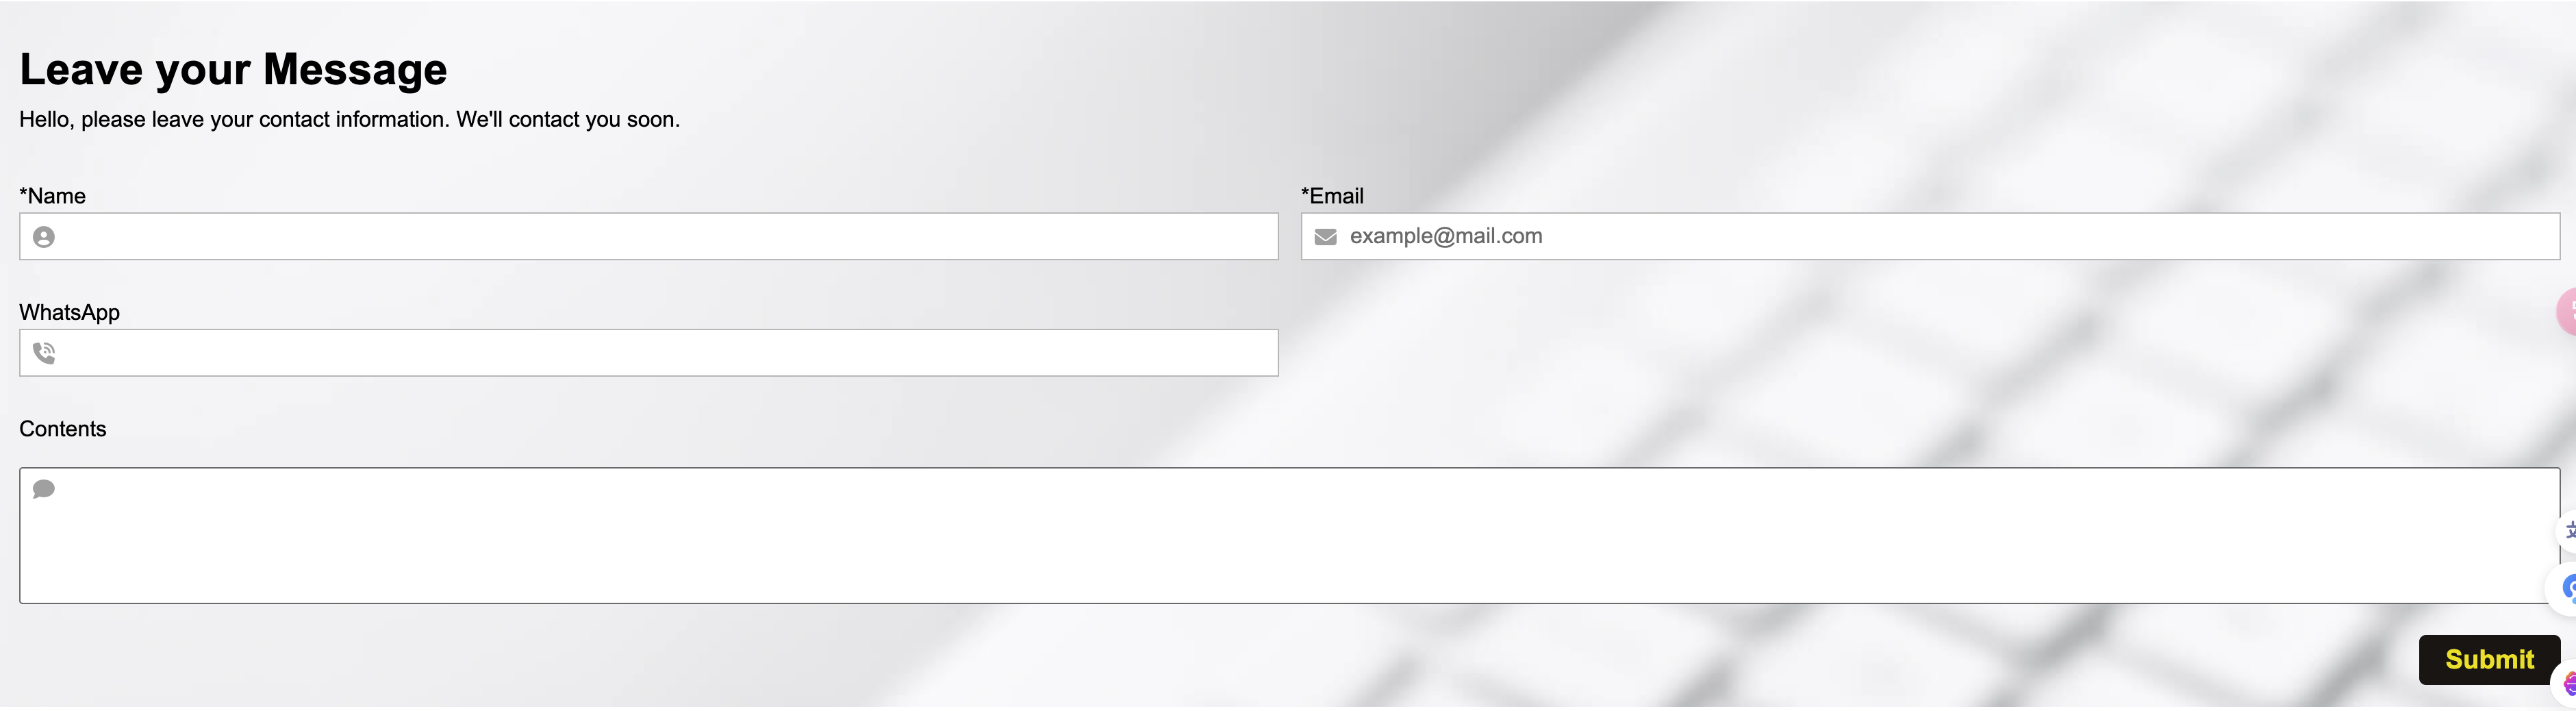 Leave your Message
Hello, please leave your contact information. We'll contact you soon.
*Name
*Email
example@mail.com
WhatsApp
Contents
Submit